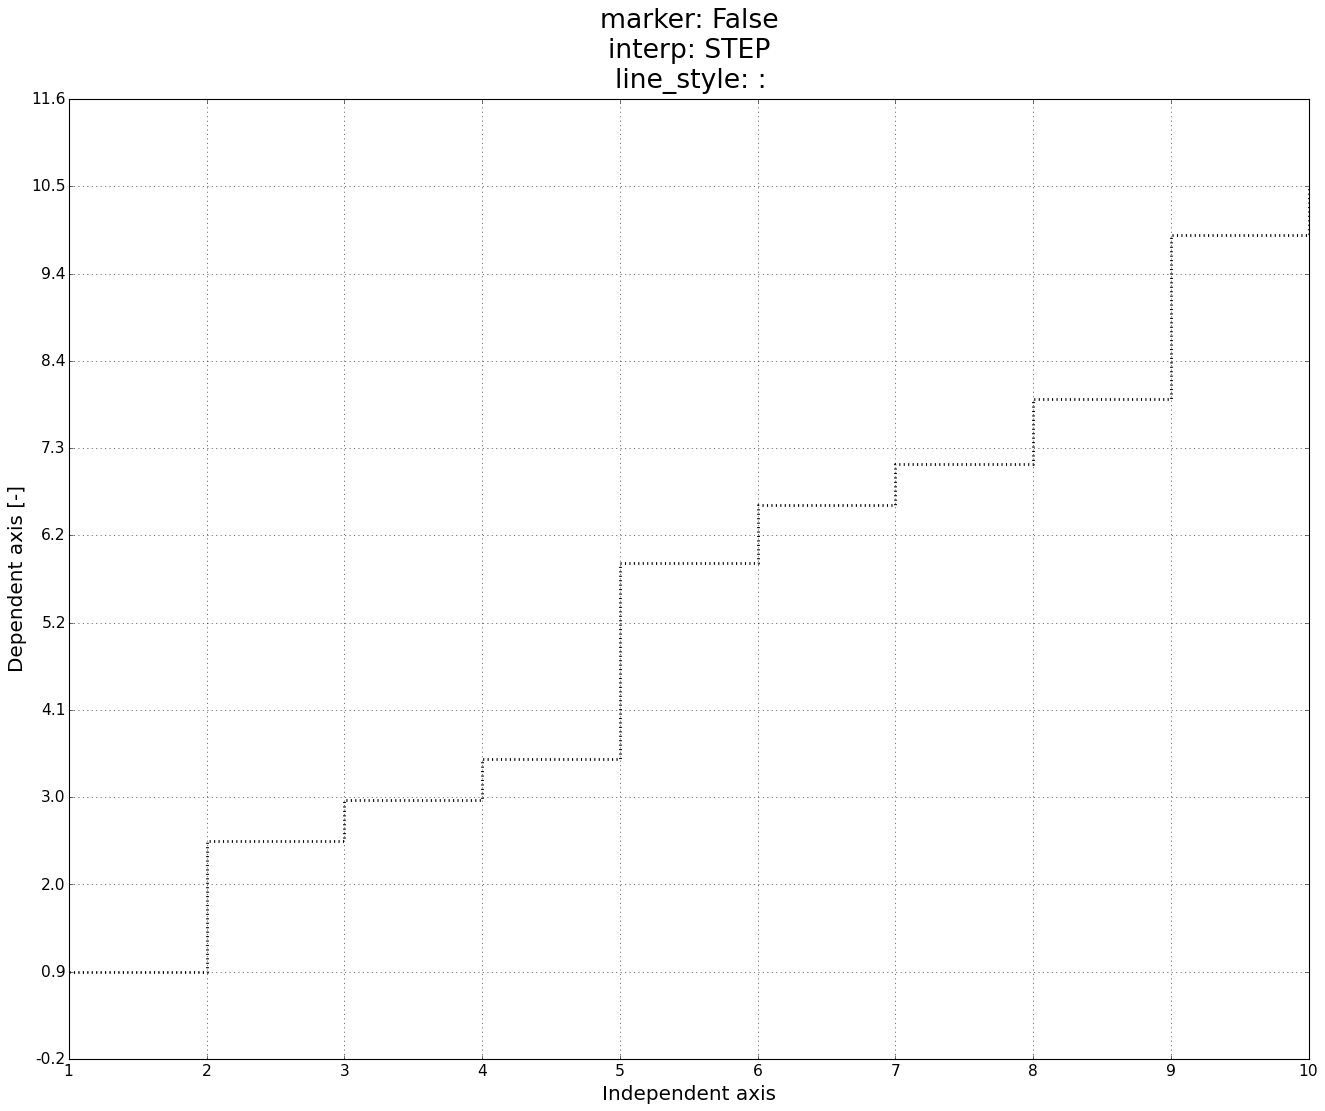 marker: False
interp: STEP
line_style: :
11.6
10.5
9.4
8.4
7.3
6.2
5.2
4.1
3.0
2.0
0.9
-0.2
Dependent axis [-]
1 2 3 4 5 6 7 8 9 10
Independent axis